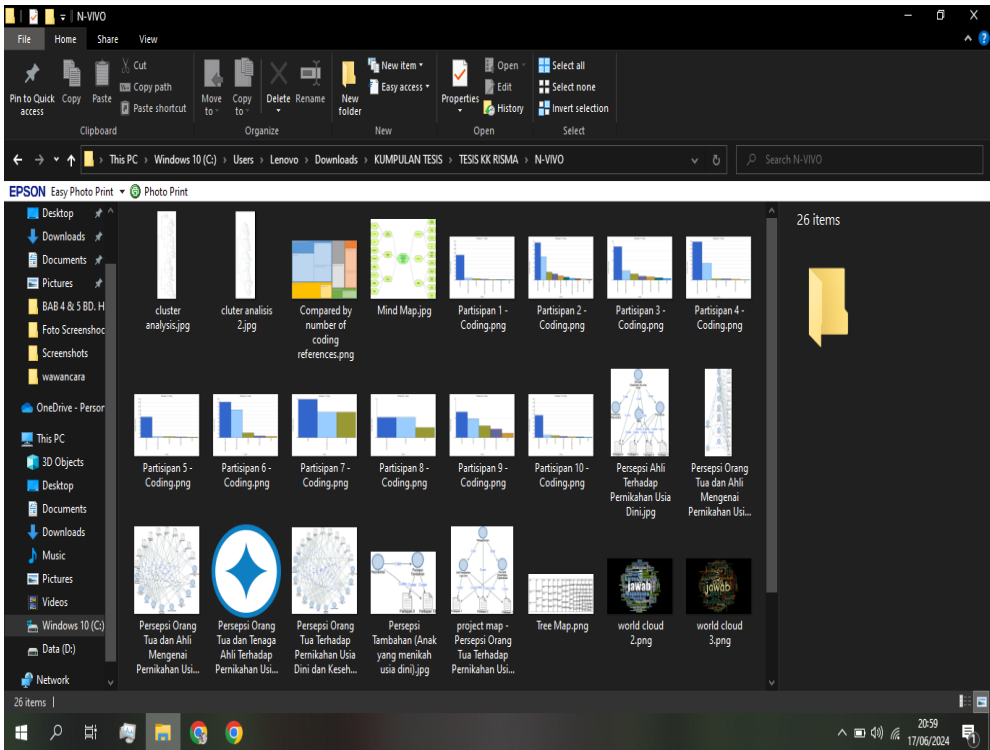 N-VIVO
File Home Share View
Pin to Quick access
Copy
Paste
Cut
Copy path
Paste shortcut
Clipboard
Move to
Copy to
Delete
Rename
Organize
New folder
New item
Easy access
New
Properties
Open
Edit
History
Open
Select all
Select none
Invert selection
Select
This PC > Windows 10 (C:) > Users > Lenovo > Downloads > KUMPULAN TESIS > TESIS KK RISMA > N-VIVO
Search N-VIVO
EPSON Easy Photo Print Photo Print
Desktop
Downloads
Documents
Pictures
BAB 4 & 5 BD. H
Foto Screenshoc
Screenshots
wawancara
OneDrive - Person
This PC
3D Objects
Desktop
Documents
Downloads
Music
Pictures
Videos
Windows 10 (C:)
Data (D:)
Network
cluster
analysis.jpg
cluter analisis
2.jpg
Compared by
number of
coding
references.png
Mind Map.jpg
Partisipan 1 -
Coding.png
Partisipan 2 -
Coding.png
Partisipan 3 -
Coding.png
Partisipan 4 -
Coding.png
Partisipan 5 -
Coding.png
Partisipan 6 -
Coding.png
Partisipan 7 -
Coding.png
Partisipan 8 -
Coding.png
Partisipan 9 -
Coding.png
Partisipan 10 -
Coding.png
Persepsi Ahli
Terhadap
Pernikahan Usia
Dini.jpg
Persepsi Orang
Tua dan Ahli
Mengenai
Pernikahan Usi...
Persepsi Orang
Tua dan Ahli
Mengenai
Pernikahan Usi...
Persepsi Orang
Tua dan Tenaga
Ahli Terhadap
Pernikahan Usi...
Persepsi Orang
Tua Terhadap
Pernikahan Usia
Dini dan Keseh...
Persepsi
Tambahan (Anak
yang menikah
usia dini).jpg
project map -
Persepsi Orang
Tua Terhadap
Pernikahan Usi...
Tree Map.png
jawab
world cloud
2.png
jawab
world cloud
3.png
26 items
26 items
20:59
17/06/2024
1